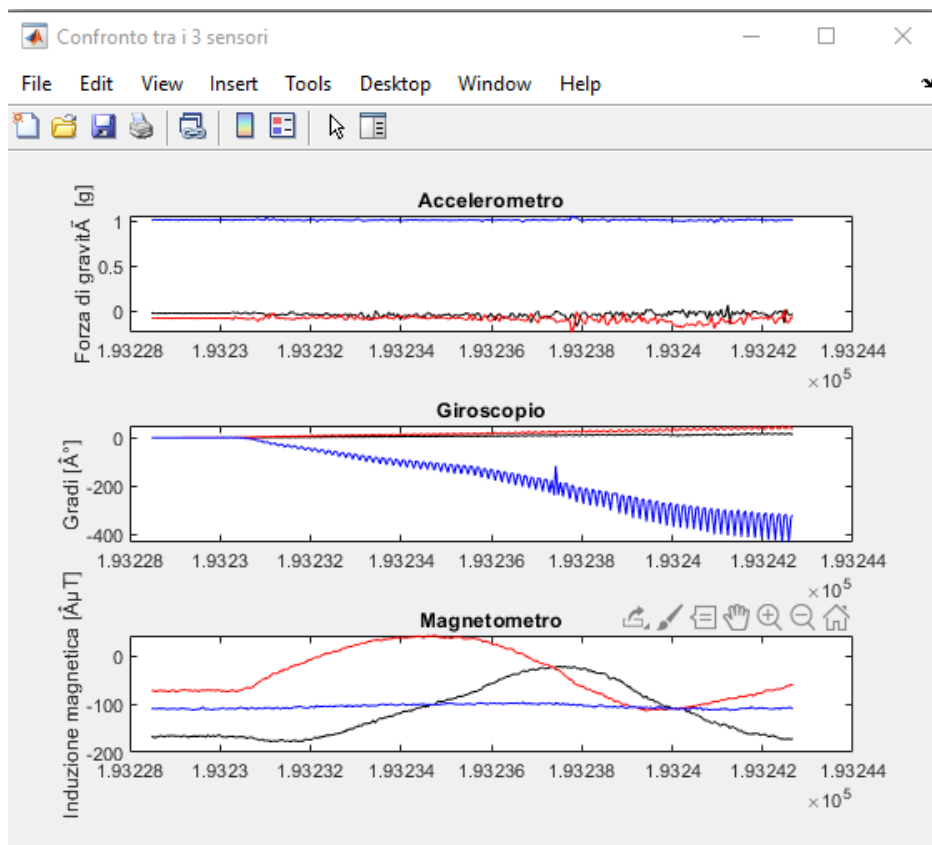 Confronto tra i 3 sensori
File Edit View Insert Tools Desktop Window Help
Accelerometro
Forza di gravitÃ [g]
1
0.5
0
1.93228 1.9323 1.93232 1.93234 1.93236 1.93238 1.9324 1.93242 1.93244
×10^5
Giroscopio
Gradi [Â°]
0
-200
-400
1.93228 1.9323 1.93232 1.93234 1.93236 1.93238 1.9324 1.93242 1.93244
×10^5
Magnetometro
Induzione magnetica [ÂµT]
0
-100
-200
1.93228 1.9323 1.93232 1.93234 1.93236 1.93238 1.9324 1.93242 1.93244
×10^5